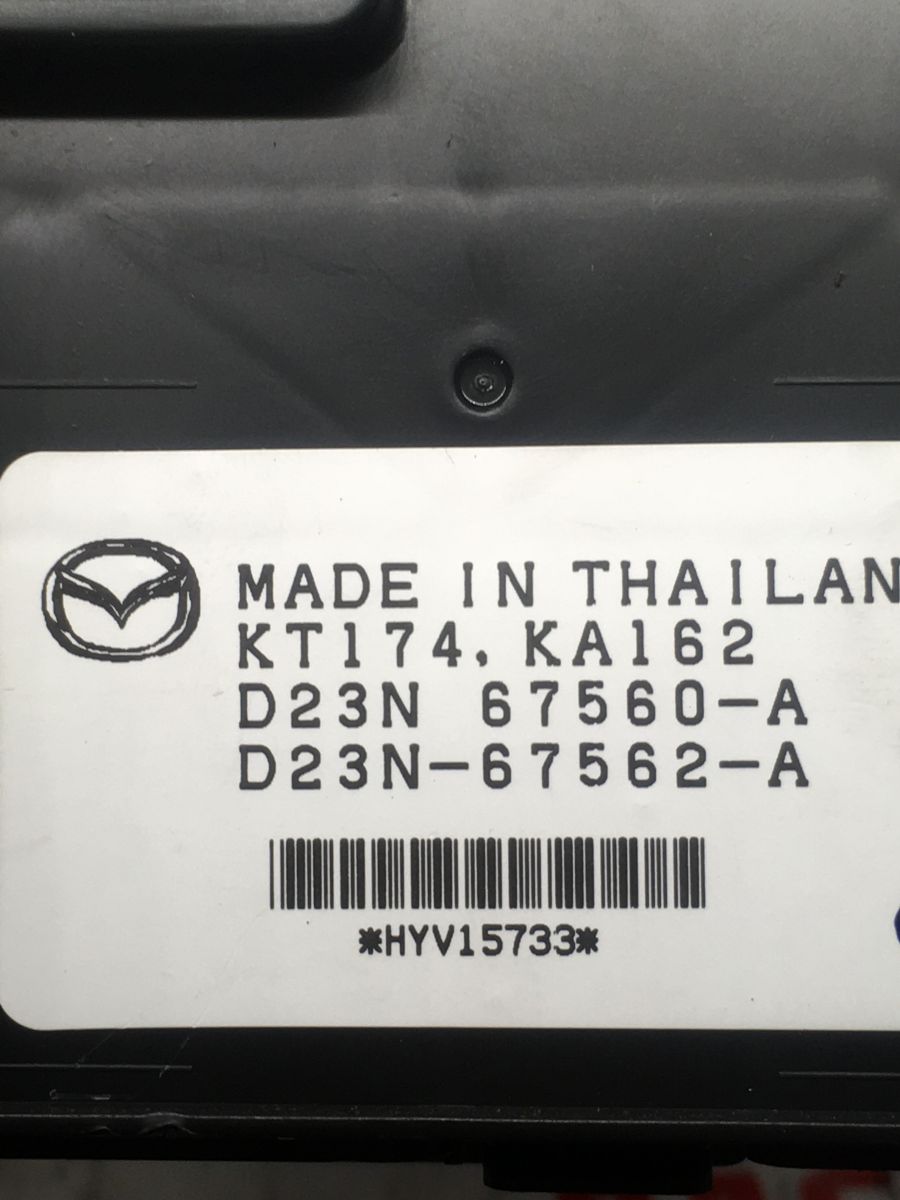 MADE IN THAILAN
KT174, KA162
D23N 67560-A
D23N-67562-A
*HYV15733*